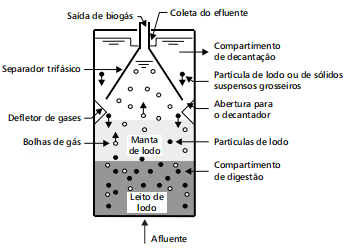 Saída de biogás
Coleta do efluente
Compartimento
de decantação
Separador trifásico
Partícula de lodo ou de sólidos
suspensos grosseiros
Abertura para
o decantador
Defletor de gases
Bolhas de gás
Manta
de lodo
Partículas de lodo
Compartimento
de digestão
Leito de
lodo
Afluente